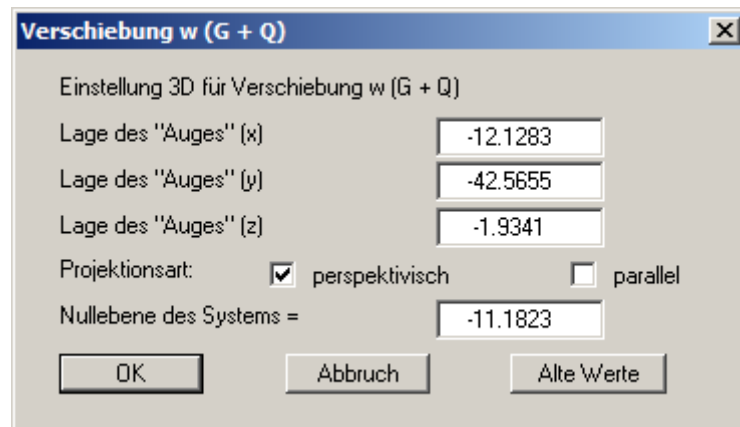 Verschiebung w (G + Q)
Einstellung 3D für Verschiebung w (G + Q)
Lage des "Auges" (x) -12.1283
Lage des "Auges" (y) -42.5655
Lage des "Auges" (z) -1.9341
Projektionsart: perspektivisch parallel
Nullebene des Systems = -11.1823
OK Abbruch Alte Werte